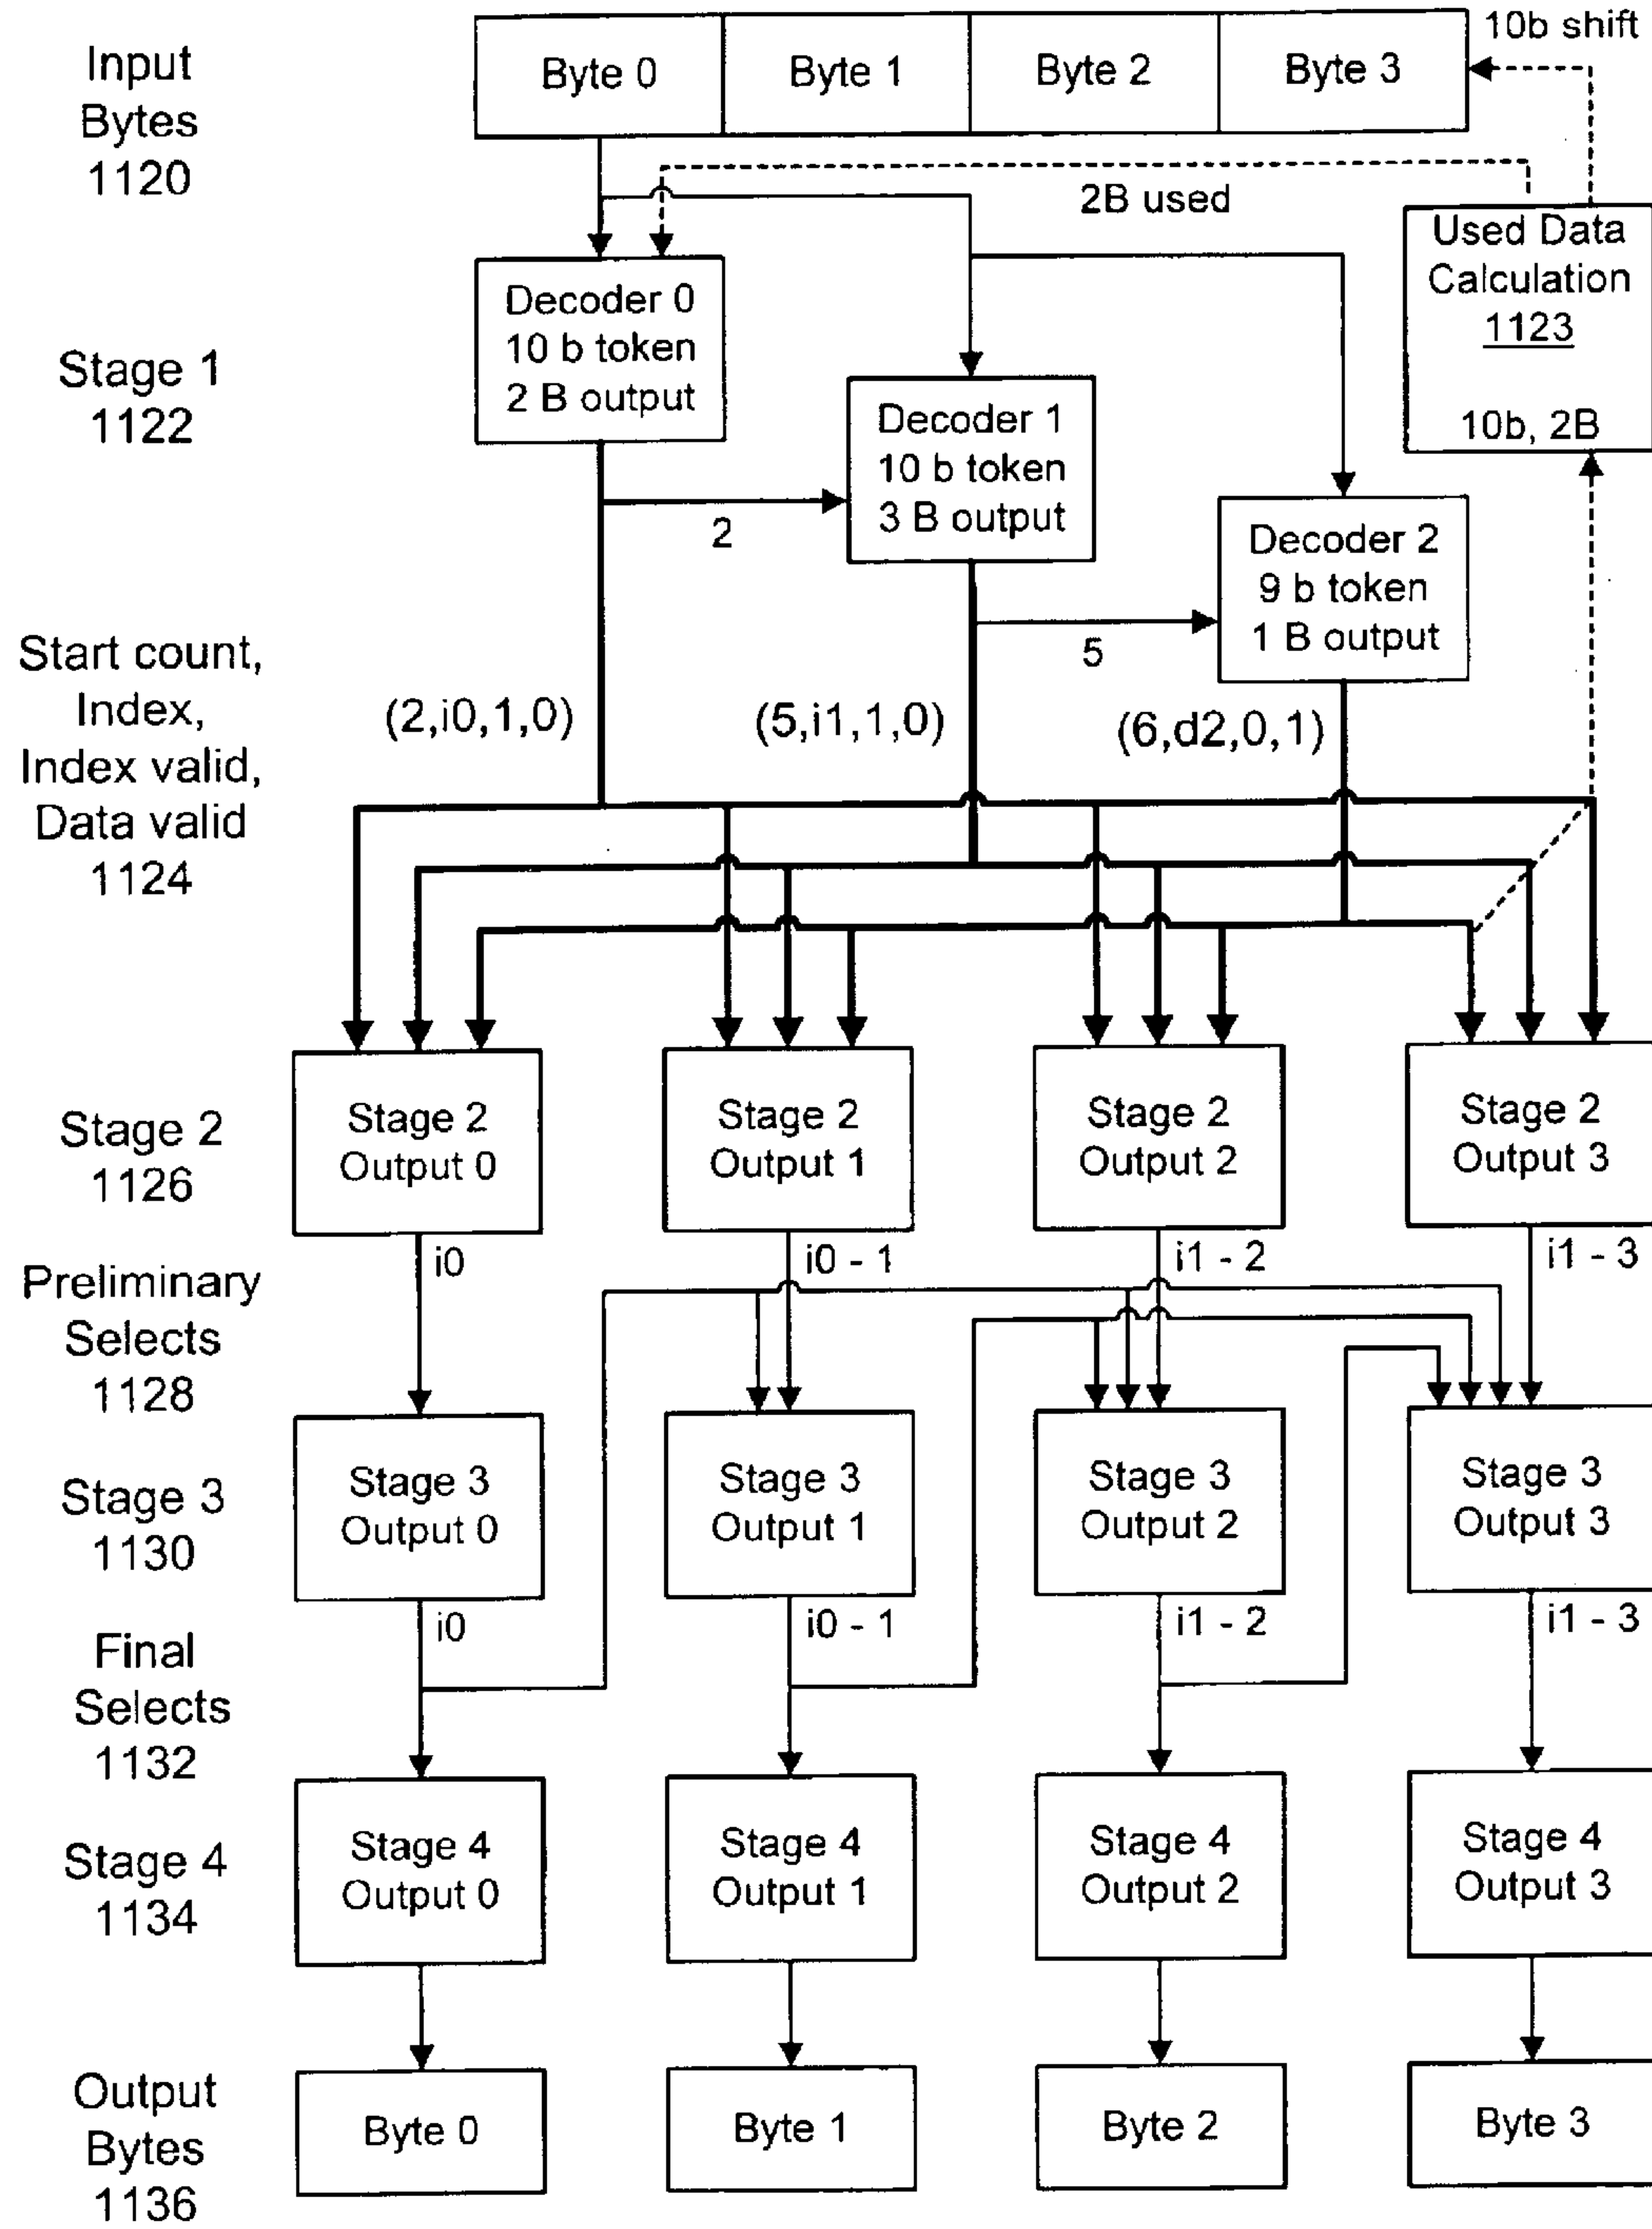 10b shift
Input
Bytes
1120
Byte 0
Byte 1
Byte 2
Byte 3
2B used
Used Data
Calculation
1123
10b, 2B
Stage 1
1122
Decoder 0
10 b token
2 B output
Decoder 1
10 b token
3 B output
Decoder 2
9 b token
1 B output
2
5
Start count,
Index,
Index valid,
Data valid
1124
(2,i0,1,0)
(5,i1,1,0)
(6,d2,0,1)
Stage 2
1126
Stage 2
Output 0
Stage 2
Output 1
Stage 2
Output 2
Stage 2
Output 3
i0
i0 - 1
i1 - 2
i1 - 3
Preliminary
Selects
1128
Stage 3
1130
Stage 3
Output 0
Stage 3
Output 1
Stage 3
Output 2
Stage 3
Output 3
i0
i0 - 1
i1 - 2
i1 - 3
Final
Selects
1132
Stage 4
1134
Stage 4
Output 0
Stage 4
Output 1
Stage 4
Output 2
Stage 4
Output 3
Output
Bytes
1136
Byte 0
Byte 1
Byte 2
Byte 3